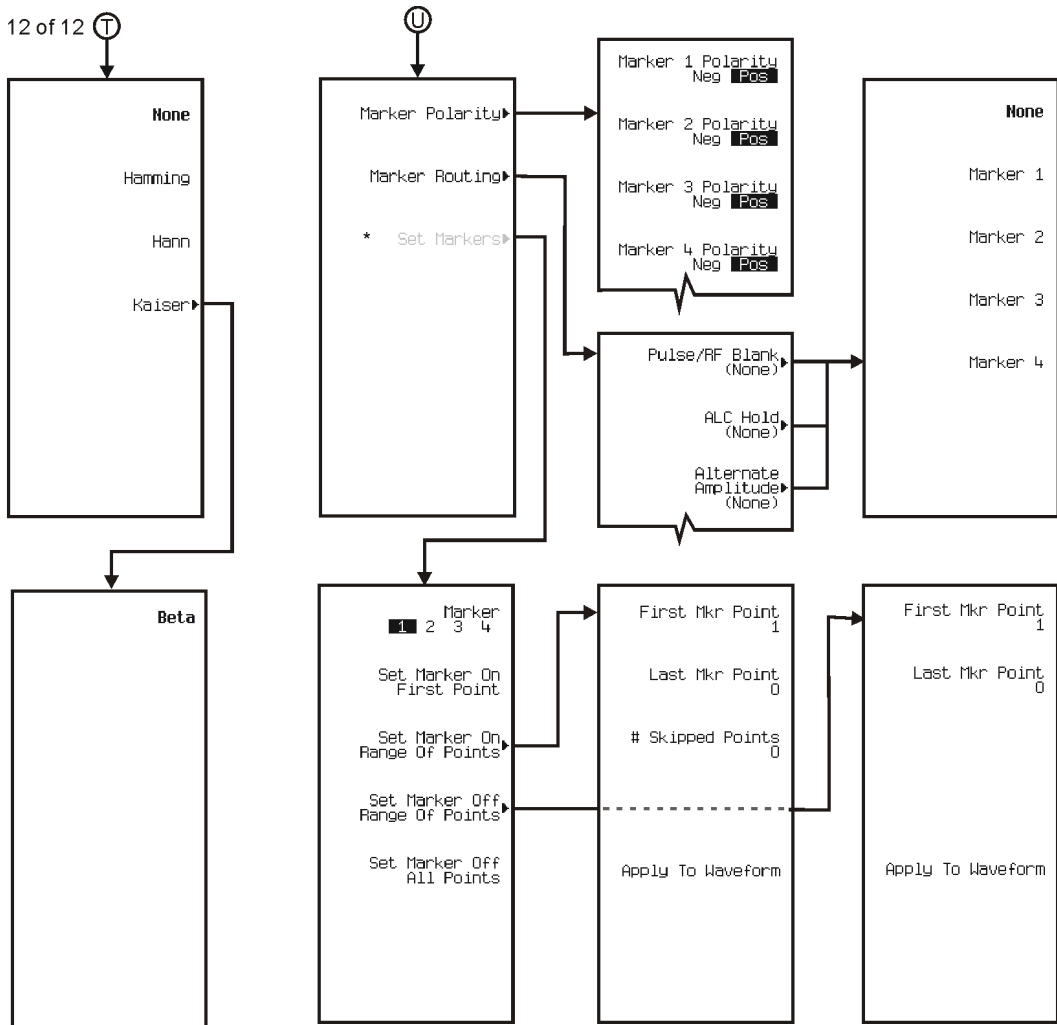 12 of 12 T
None
Hamming
Hann
Kaiser
Beta
U
Marker Polarity
Marker Routing
* Set Markers
Marker 1 Polarity
Neg Pos
Marker 2 Polarity
Neg Pos
Marker 3 Polarity
Neg Pos
Marker 4 Polarity
Neg Pos
Pulse/RF Blank
(None)
ALC Hold
(None)
Alternate
Amplitude
(None)
None
Marker 1
Marker 2
Marker 3
Marker 4
Marker
1 2 3 4
Set Marker On
First Point
Set Marker On
Range Of Points
Set Marker Off
Range Of Points
Set Marker Off
All Points
First Mkr Point
1
Last Mkr Point
0
# Skipped Points
0
Apply To Waveform
First Mkr Point
1
Last Mkr Point
0
Apply To Waveform